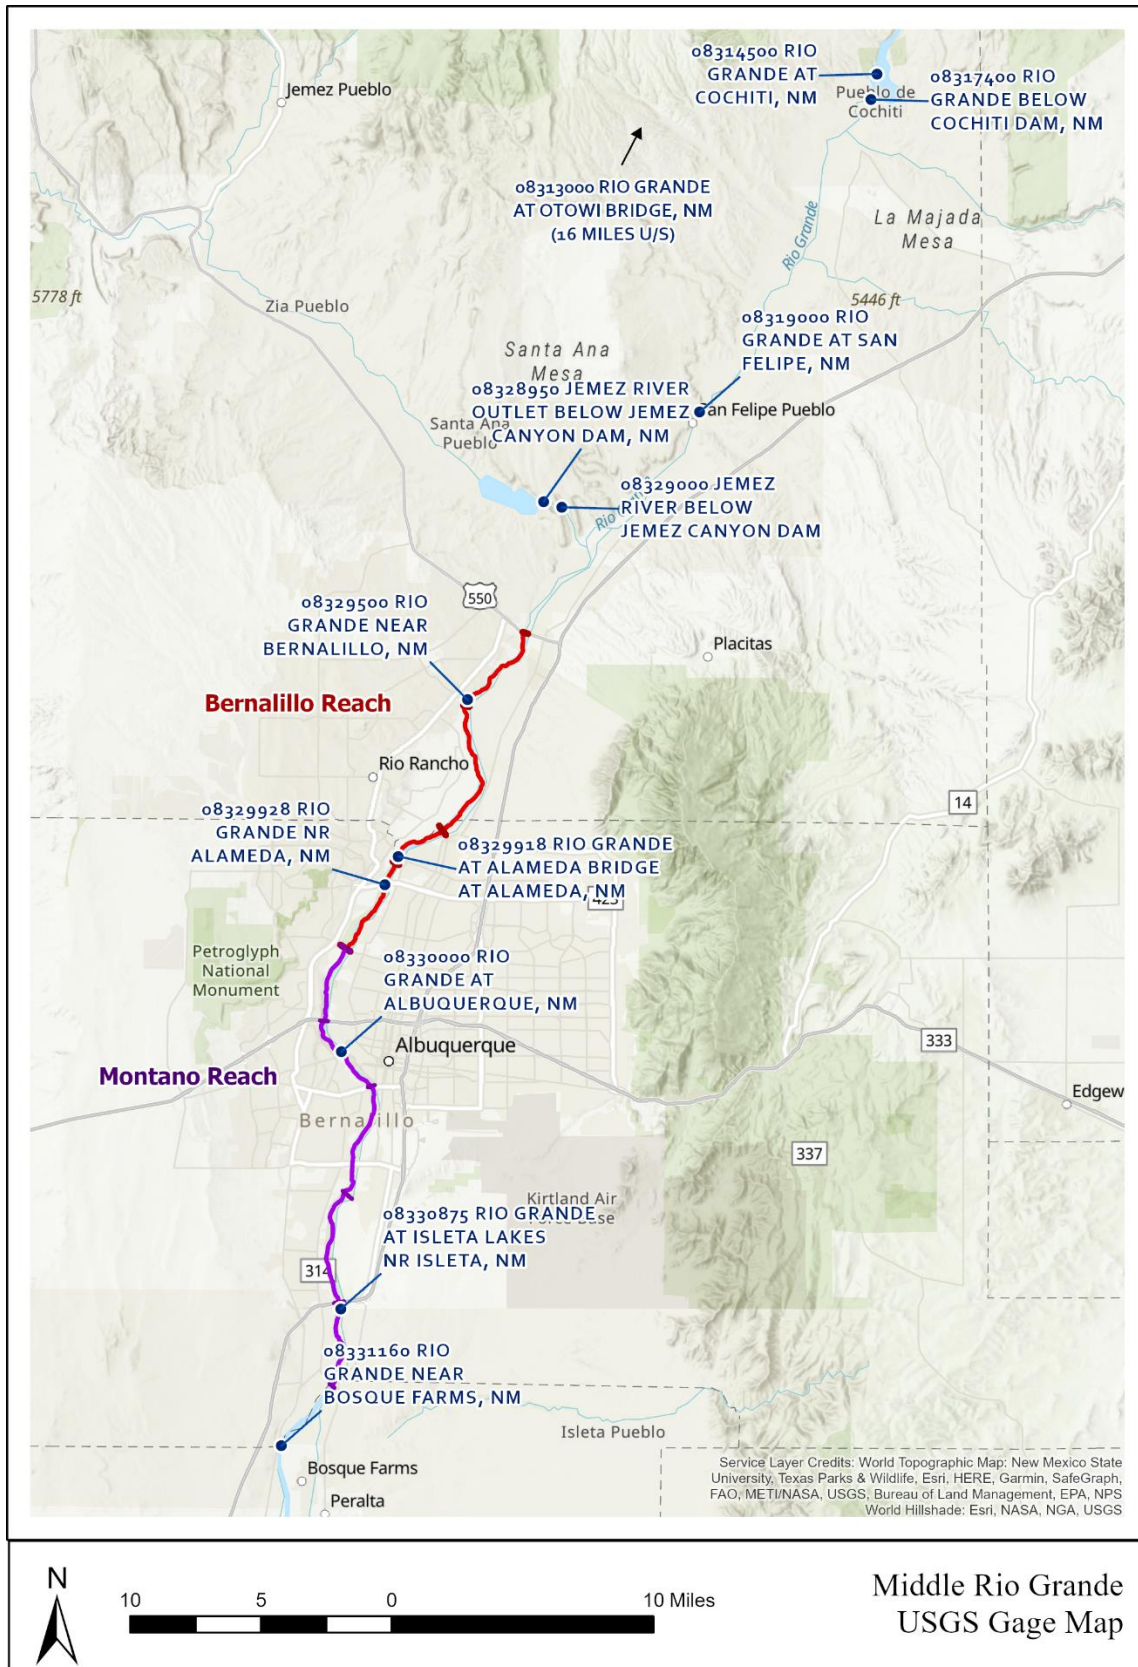 08314500 RIO
GRANDE AT
COCHITI, NM
Pueblo de
Cochiti
08317400 RIO
GRANDE BELOW
COCHITI DAM, NM
Jemez Pueblo
08313000 RIO GRANDE
AT OTOWI BRIDGE, NM
(16 MILES U/S)
Rio Grande
La Majada
Mesa
5778 ft
5446 ft
Zia Pueblo
08319000 RIO
GRANDE AT SAN
FELIPE, NM
Santa Ana
Mesa
08328950 JEMEZ RIVER
OUTLET BELOW JEMEZ
CANYON DAM, NM
San Felipe Pueblo
Santa Ana
Pueblo
08329000 JEMEZ
RIVER BELOW
JEMEZ CANYON DAM
Rio Grande
550
08329500 RIO
GRANDE NEAR
BERNALILLO, NM
Placitas
Bernalillo Reach
Rio Rancho
14
08329928 RIO
GRANDE NR
ALAMEDA, NM
08329918 RIO GRANDE
AT ALAMEDA BRIDGE
AT ALAMEDA, NM
423
Petroglyph
National
Monument
08330000 RIO
GRANDE AT
ALBUQUERQUE, NM
Albuquerque
333
Montano Reach
Edgew
Bernalillo
337
Kirtland Air
Force Base
08330875 RIO GRANDE
AT ISLETA LAKES
NR ISLETA, NM
314
08331160 RIO
GRANDE NEAR
BOSQUE FARMS, NM
Isleta Pueblo
Bosque Farms
Peralta
Service Layer Credits: World Topographic Map: New Mexico State
University, Texas Parks & Wildlife, Esri, HERE, Garmin, SafeGraph,
FAO, METI/NASA, USGS, Bureau of Land Management, EPA, NPS
World Hillshade: Esri, NASA, NGA, USGS
N
10 5 0 10 Miles
Middle Rio Grande
USGS Gage Map